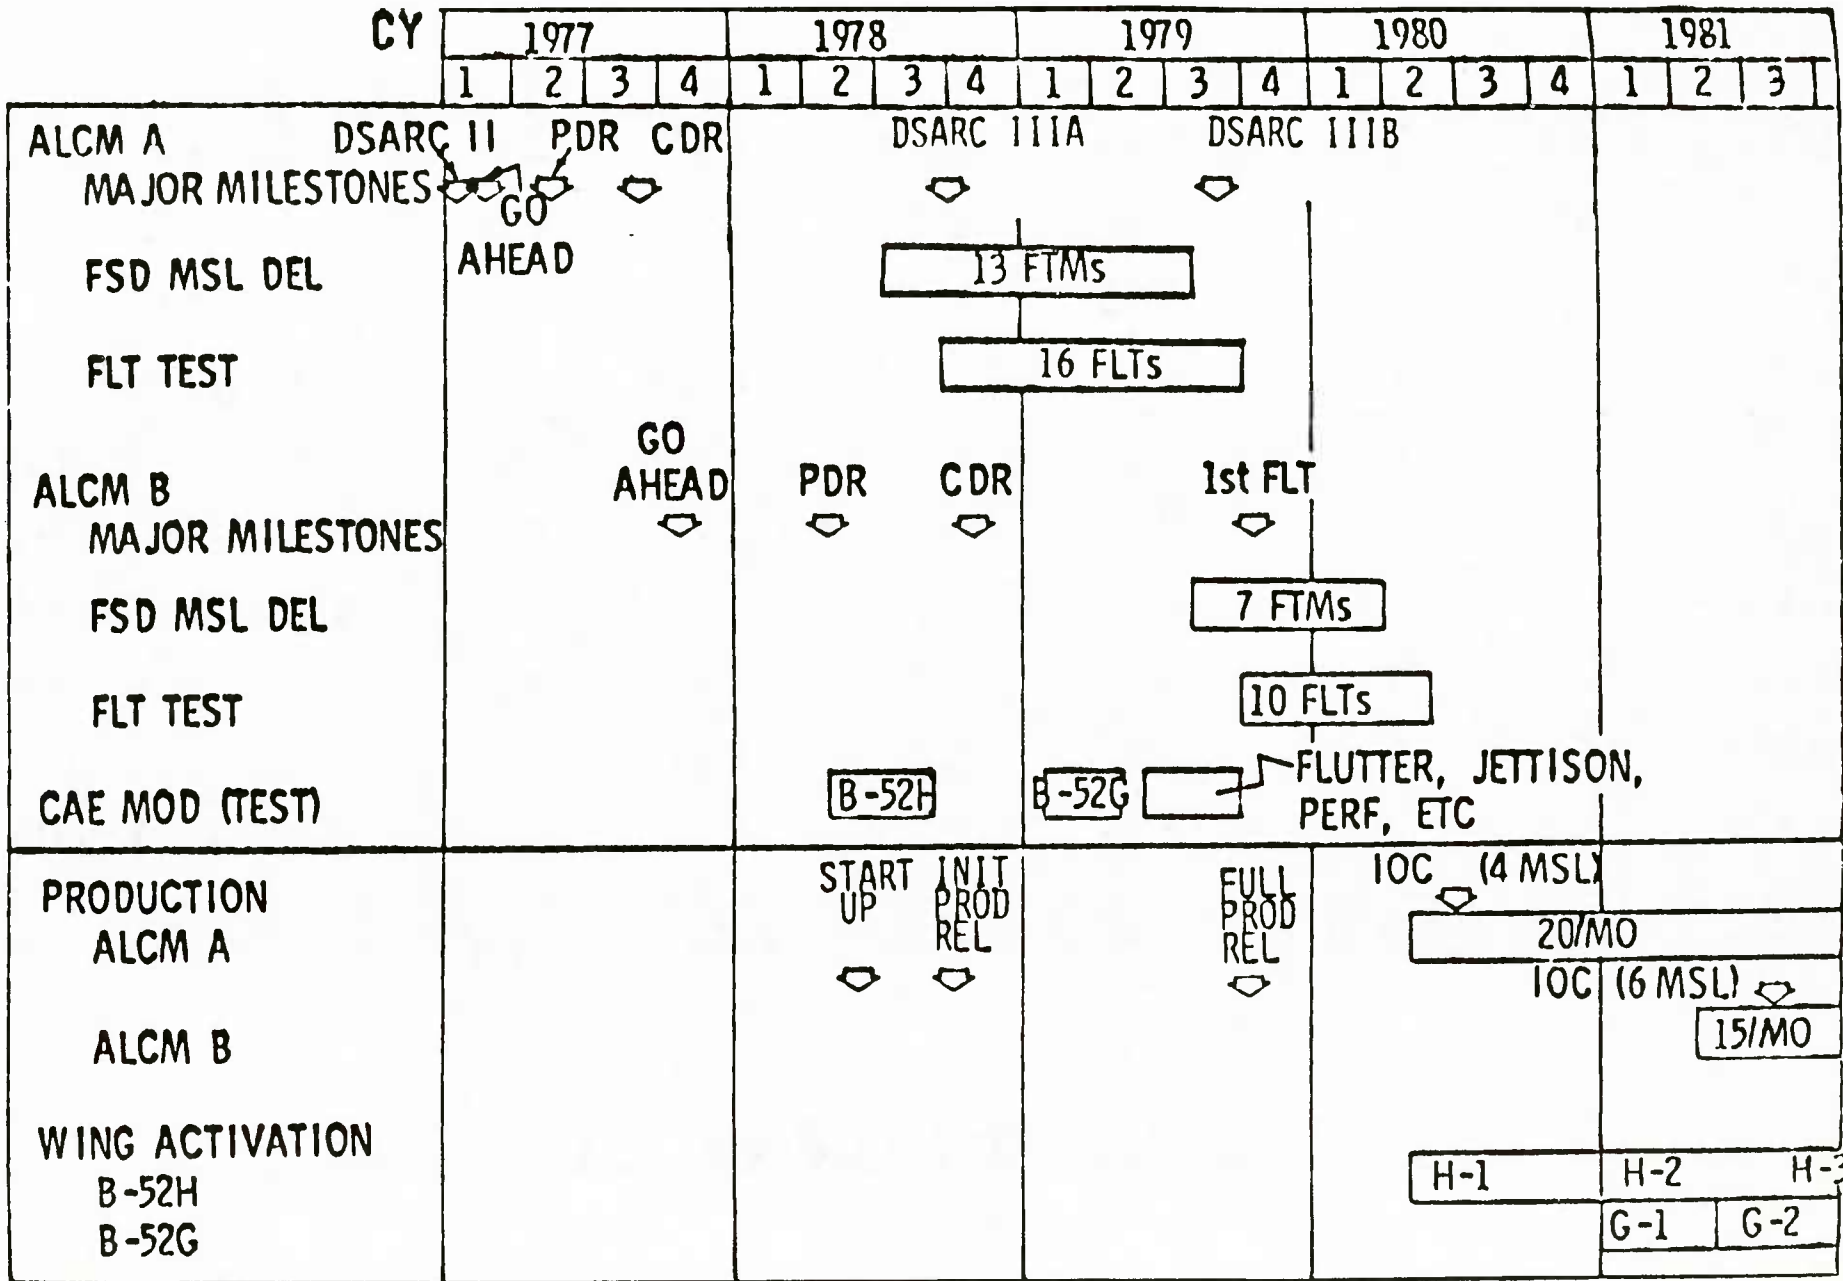 CY 1977 1978 1979 1980 1981
1 2 3 4 1 2 3 4 1 2 3 4 1 2 3 4 1 2 3
ALCM A DSARC II PDR CDR DSARC IIIA DSARC IIIB
MAJOR MILESTONES
GO
AHEAD
FSD MSL DEL 13 FTMs
FLT TEST 16 FLTs
GO
AHEAD PDR CDR 1st FLT
ALCM B
MAJOR MILESTONES
FSD MSL DEL 7 FTMs
FLT TEST 10 FLTs
CAE MOD (TEST) B-52H B-52G FLUTTER, JETTISON,
PERF, ETC
PRODUCTION START INIT FULL IOC (4 MSL)
UP PROD PROD
REL REL
ALCM A 20/MO
IOC (6 MSL)
ALCM B 15/MO
WING ACTIVATION
B-52H H-1 H-2 H-3
B-52G G-1 G-2